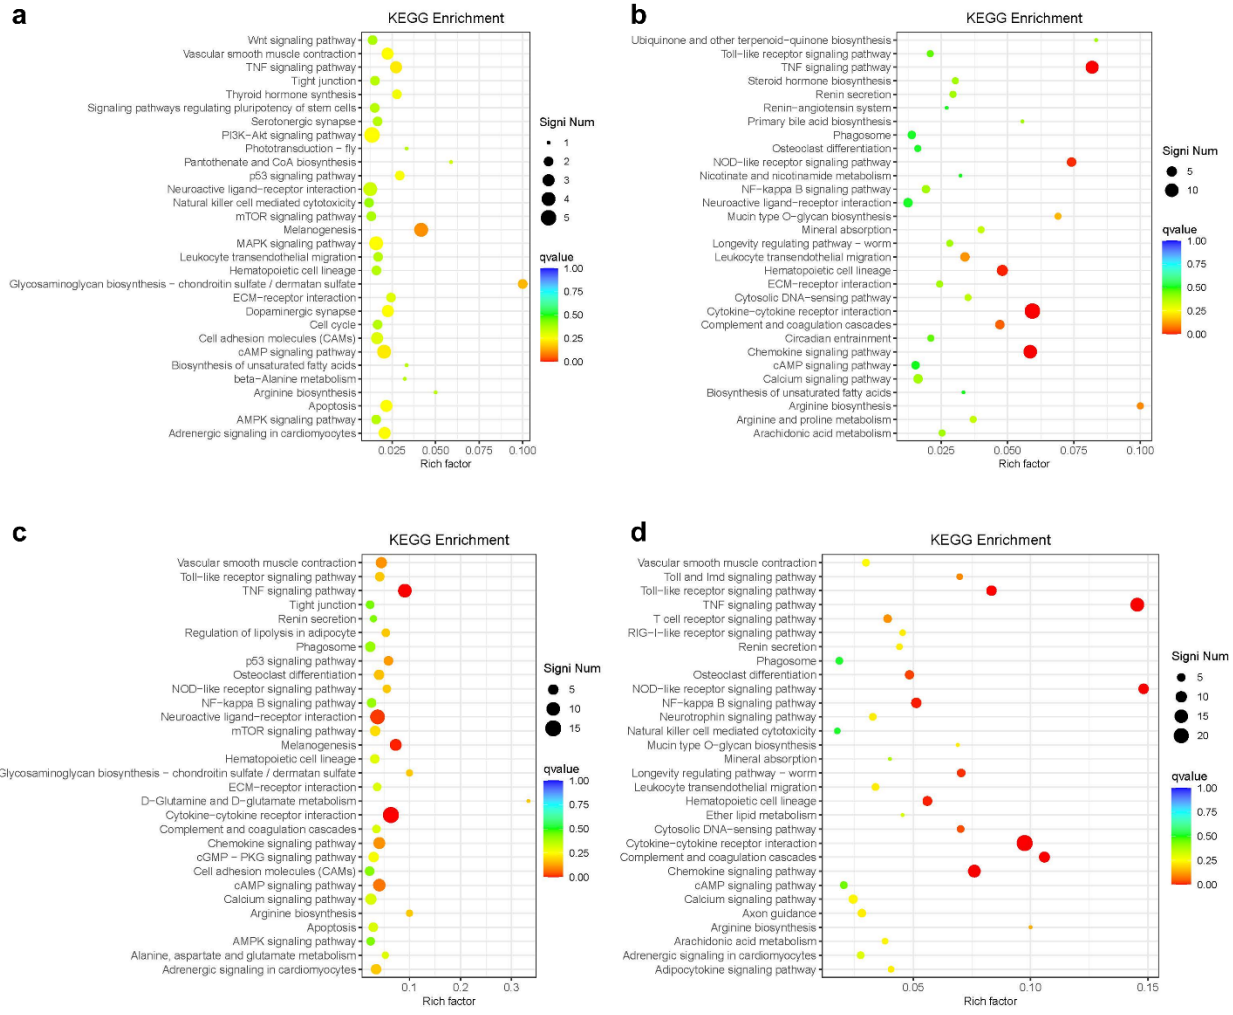 a
KEGG Enrichment
Wnt signaling pathway
Vascular smooth muscle contraction
TNF signaling pathway
Tight junction
Thyroid hormone synthesis
Signaling pathways regulating pluripotency of stem cells
Serotonergic synapse
PI3K-Akt signaling pathway
Phototransduction - fly
Pantothenate and CoA biosynthesis
p53 signaling pathway
Neuroactive ligand-receptor interaction
Natural killer cell mediated cytotoxicity
mTOR signaling pathway
Melanogenesis
MAPK signaling pathway
Leukocyte transendothelial migration
Hematopoietic cell lineage
Glycosaminoglycan biosynthesis - chondroitin sulfate / dermatan sulfate
ECM-receptor interaction
Dopaminergic synapse
Cell cycle
Cell adhesion molecules (CAMs)
cAMP signaling pathway
Biosynthesis of unsaturated fatty acids
beta-Alanine metabolism
Arginine biosynthesis
Apoptosis
AMPK signaling pathway
Adrenergic signaling in cardiomyocytes
0.025 0.050 0.075 0.100
Rich factor
Signi Num
1
2
3
4
5
qvalue
1.00
0.75
0.50
0.25
0.00
b
KEGG Enrichment
Ubiquinone and other terpenoid-quinone biosynthesis
Toll-like receptor signaling pathway
TNF signaling pathway
Steroid hormone biosynthesis
Renin secretion
Renin-angiotensin system
Primary bile acid biosynthesis
Phagosome
Osteoclast differentiation
NOD-like receptor signaling pathway
Nicotinate and nicotinamide metabolism
NF-kappa B signaling pathway
Neuroactive ligand-receptor interaction
Mucin type O-glycan biosynthesis
Mineral absorption
Longevity regulating pathway - worm
Leukocyte transendothelial migration
Hematopoietic cell lineage
ECM-receptor interaction
Cytosolic DNA-sensing pathway
Cytokine-cytokine receptor interaction
Complement and coagulation cascades
Circadian entrainment
Chemokine signaling pathway
cAMP signaling pathway
Calcium signaling pathway
Biosynthesis of unsaturated fatty acids
Arginine biosynthesis
Arginine and proline metabolism
Arachidonic acid metabolism
0.025 0.050 0.075 0.100
Rich factor
Signi Num
5
10
qvalue
1.00
0.75
0.50
0.25
0.00
c
KEGG Enrichment
Vascular smooth muscle contraction
Toll-like receptor signaling pathway
TNF signaling pathway
Tight junction
Renin secretion
Regulation of lipolysis in adipocyte
Phagosome
p53 signaling pathway
Osteoclast differentiation
NOD-like receptor signaling pathway
NF-kappa B signaling pathway
Neuroactive ligand-receptor interaction
mTOR signaling pathway
Melanogenesis
Hematopoietic cell lineage
Glycosaminoglycan biosynthesis - chondroitin sulfate / dermatan sulfate
ECM-receptor interaction
D-Glutamine and D-glutamate metabolism
Cytokine-cytokine receptor interaction
Complement and coagulation cascades
Chemokine signaling pathway
cGMP - PKG signaling pathway
Cell adhesion molecules (CAMs)
cAMP signaling pathway
Calcium signaling pathway
Arginine biosynthesis
Apoptosis
AMPK signaling pathway
Alanine, aspartate and glutamate metabolism
Adrenergic signaling in cardiomyocytes
0.1 0.2 0.3
Rich factor
Signi Num
5
10
15
qvalue
1.00
0.75
0.50
0.25
0.00
d
KEGG Enrichment
Vascular smooth muscle contraction
Toll and Imd signaling pathway
Toll-like receptor signaling pathway
TNF signaling pathway
T cell receptor signaling pathway
RIG-I-like receptor signaling pathway
Renin secretion
Phagosome
Osteoclast differentiation
NOD-like receptor signaling pathway
NF-kappa B signaling pathway
Neurotrophin signaling pathway
Natural killer cell mediated cytotoxicity
Mucin type O-glycan biosynthesis
Mineral absorption
Longevity regulating pathway - worm
Leukocyte transendothelial migration
Hematopoietic cell lineage
Ether lipid metabolism
Cytosolic DNA-sensing pathway
Cytokine-cytokine receptor interaction
Complement and coagulation cascades
Chemokine signaling pathway
cAMP signaling pathway
Calcium signaling pathway
Axon guidance
Arginine biosynthesis
Arachidonic acid metabolism
Adrenergic signaling in cardiomyocytes
Adipocytokine signaling pathway
0.05 0.10 0.15
Rich factor
Signi Num
5
10
15
20
qvalue
1.00
0.75
0.50
0.25
0.00